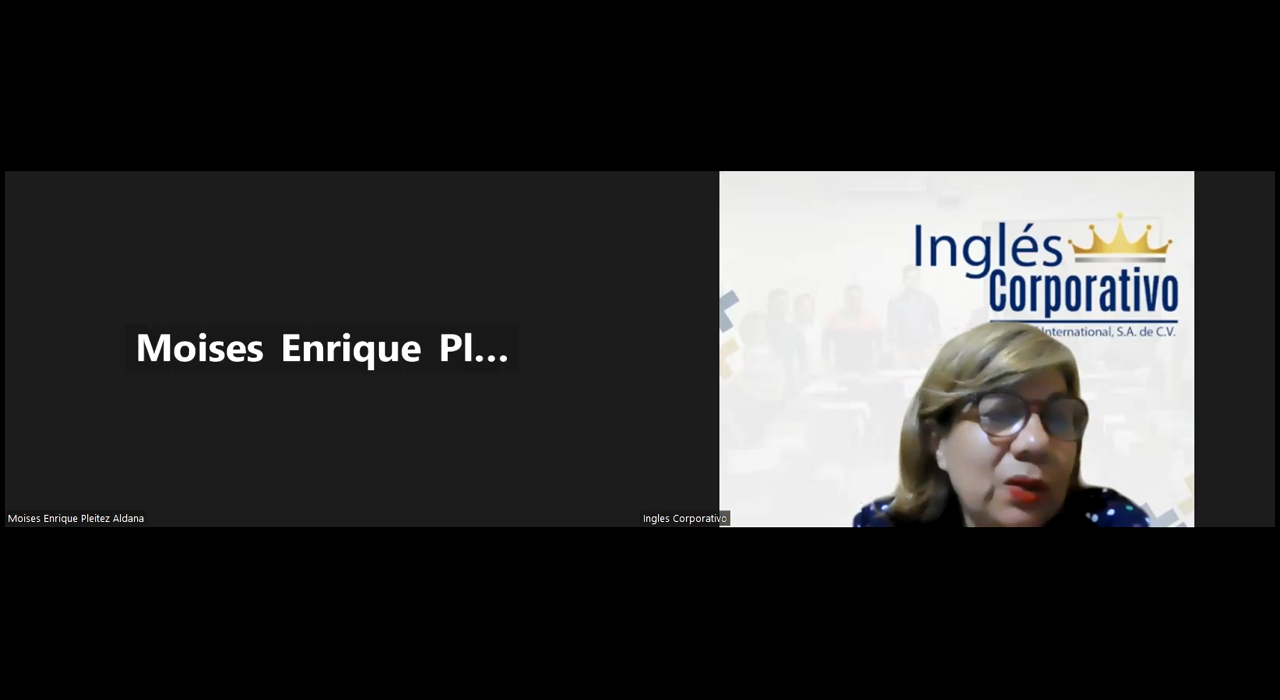 Moises Enrique Pl...
Moises Enrique Pleitez Aldana
Inglés
Corporativo
International, S.A. de C.V.
Ingles Corporativo